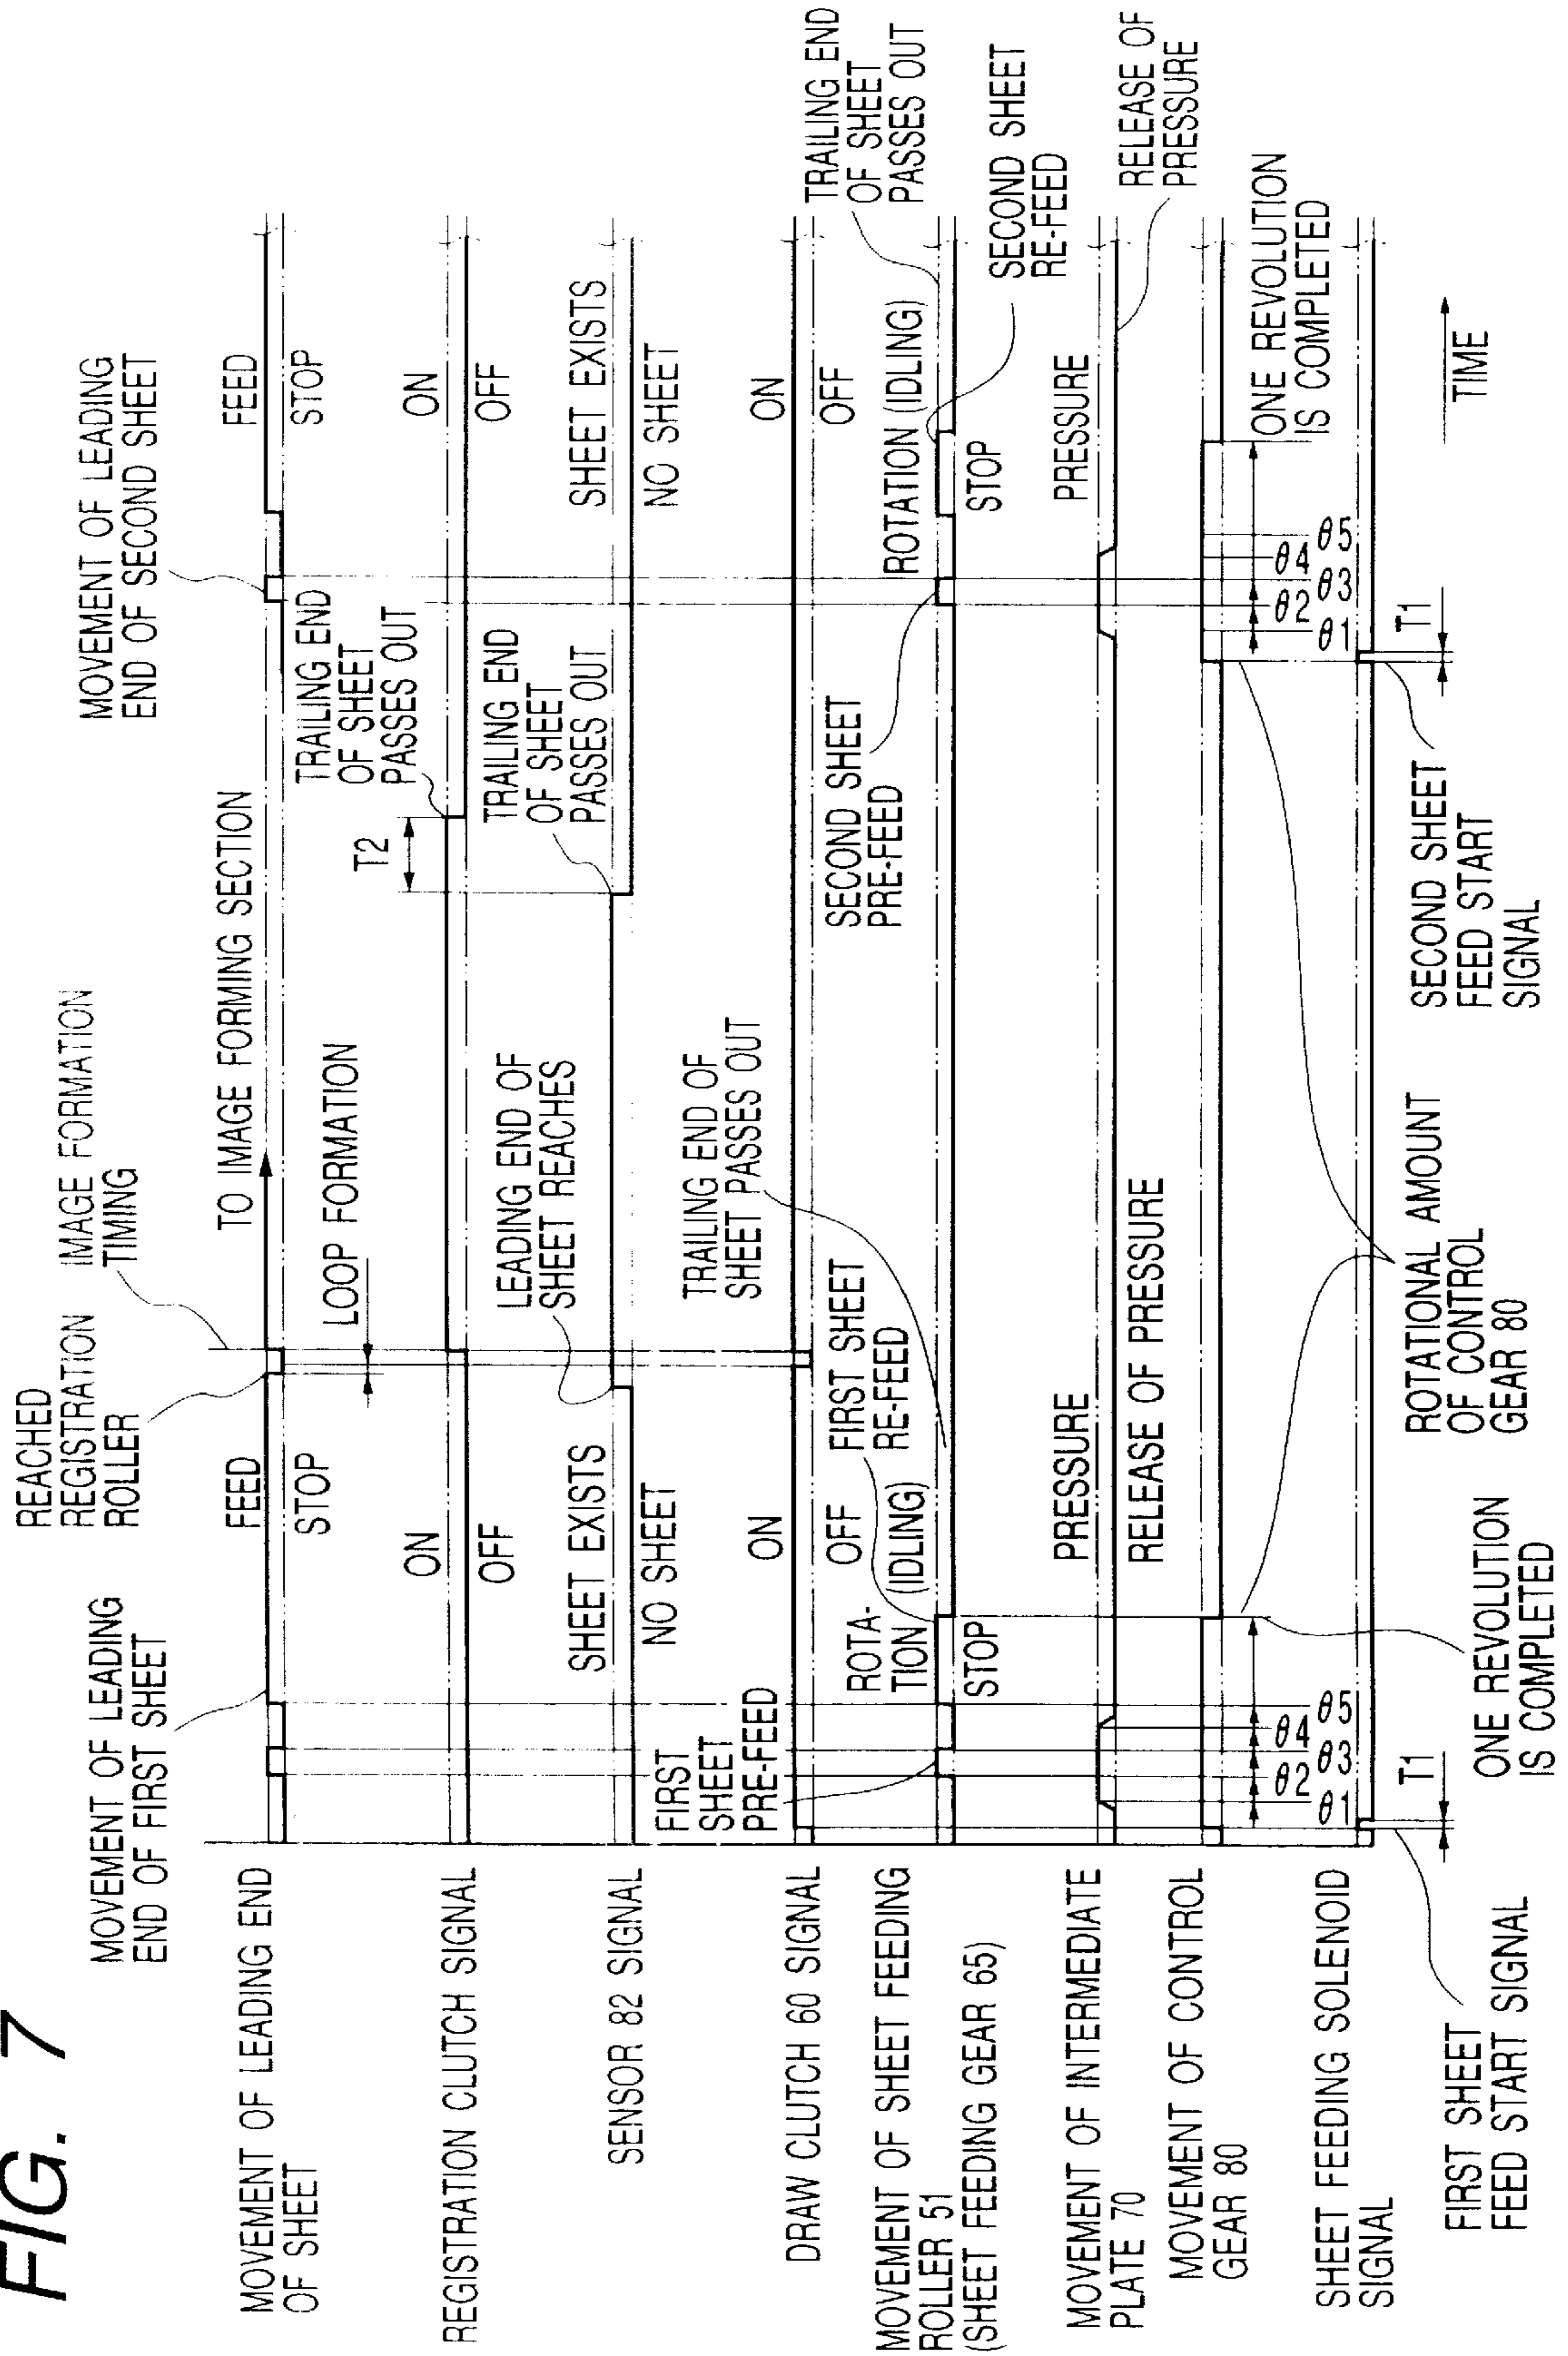 FIG. 7
MOVEMENT OF LEADING
END OF FIRST SHEET
REACHED
REGISTRATION
ROLLER
IMAGE FORMATION
TIMING
TO IMAGE FORMING SECTION
MOVEMENT OF LEADING
END OF SECOND SHEET
MOVEMENT OF LEADING END
OF SHEET
FEED
STOP
LOOP FORMATION
TRAILING END
OF SHEET
PASSES OUT
FEED
STOP
REGISTRATION CLUTCH SIGNAL
ON
OFF
T2
ON
OFF
LEADING END OF
SHEET REACHES
TRAILING END
OF SHEET
PASSES OUT
SENSOR 82 SIGNAL
SHEET EXISTS
NO SHEET
SHEET EXISTS
NO SHEET
FIRST
SHEET
PRE-FEED
TRAILING END OF
SHEET PASSES OUT
DRAW CLUTCH 60 SIGNAL
ON
OFF
ON
OFF
FIRST SHEET
RE-FEED
SECOND SHEET
PRE-FEED
TRAILING END
OF SHEET
PASSES OUT
MOVEMENT OF SHEET FEEDING
ROLLER 51
(SHEET FEEDING GEAR 65)
ROTA-
TION
(IDLING)
STOP
ROTATION (IDLING)
STOP
SECOND SHEET
RE-FEED
MOVEMENT OF INTERMEDIATE
PLATE 70
PRESSURE
RELEASE OF PRESSURE
PRESSURE
RELEASE OF
PRESSURE
MOVEMENT OF CONTROL
GEAR 80
θ1
θ2
θ3
θ4
θ5
θ1
θ2
θ3
θ4
θ5
ONE REVOLUTION
IS COMPLETED
SHEET FEEDING SOLENOID
SIGNAL
T1
T1
TIME
FIRST SHEET
FEED START SIGNAL
ONE REVOLUTION
IS COMPLETED
ROTATIONAL AMOUNT
OF CONTROL
GEAR 80
SECOND SHEET
FEED START
SIGNAL